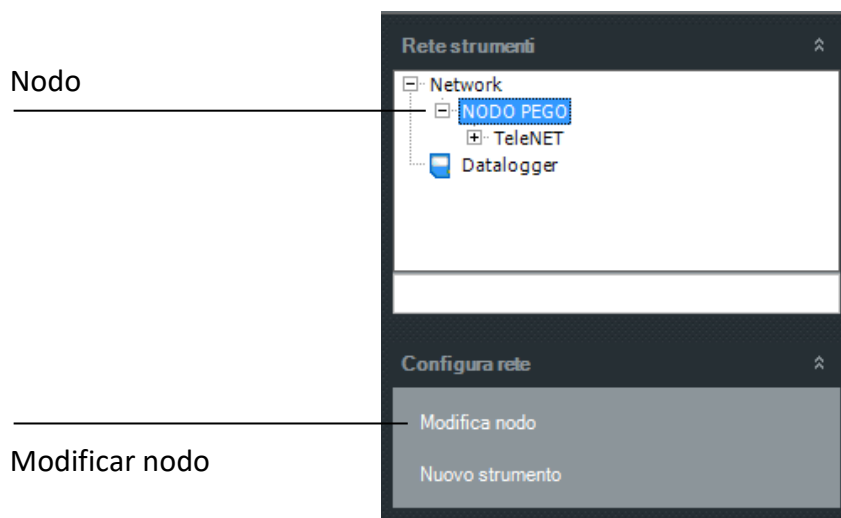 Rete strumenti
Nodo
Network
NODO PEGO
TeleNET
Datalogger
Configura rete
Modifica nodo
Modificar nodo
Nuovo strumento